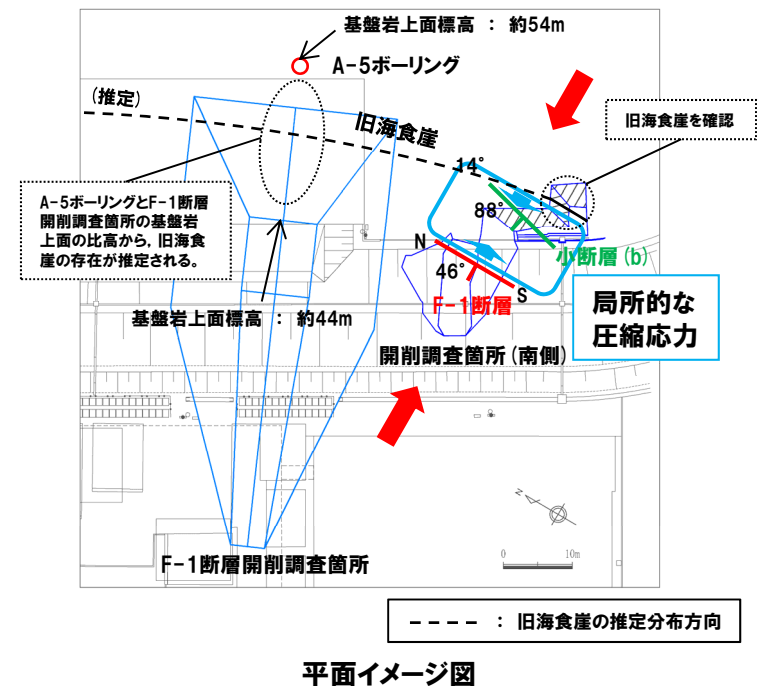 基盤岩上面標高 : 約54m
A-5ボーリング
(推定)
旧海食崖
旧海食崖を確認
14°
A-5ボーリングとF-1断層
開削調査箇所の基盤岩
上面の比高から,旧海食
崖の存在が推定される。
88°
N
小断層(b)
46°
S
F-1断層
基盤岩上面標高 : 約44m
局所的な
圧縮応力
開削調査箇所(南側)
N
0 10m
F-1断層開削調査箇所
: 旧海食崖の推定分布方向
平面イメージ図